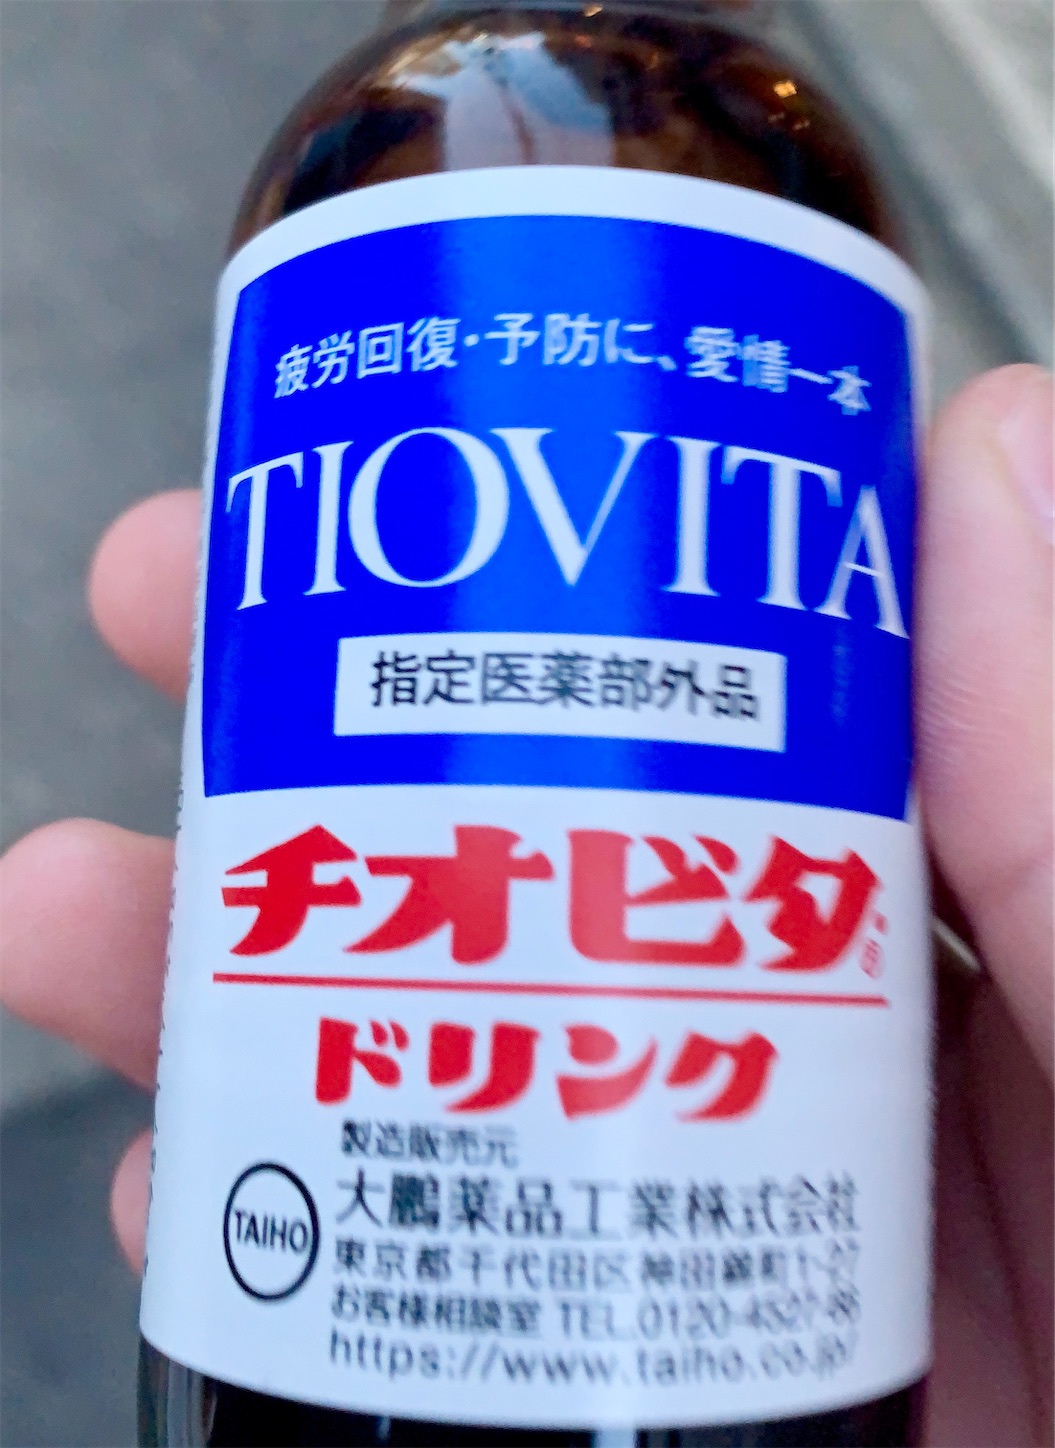 疲労回復・予防に、愛情一本
TIOVITA
指定医薬部外品
チオビタ®
ドリンク
製造販売元
TAIHO
大鵬薬品工業株式会社
東京都千代田区神田錦町1-27
お客様相談室 TEL.0120-4527-66
https://www.taiho.co.jp/